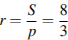 r = S/p = 8/3